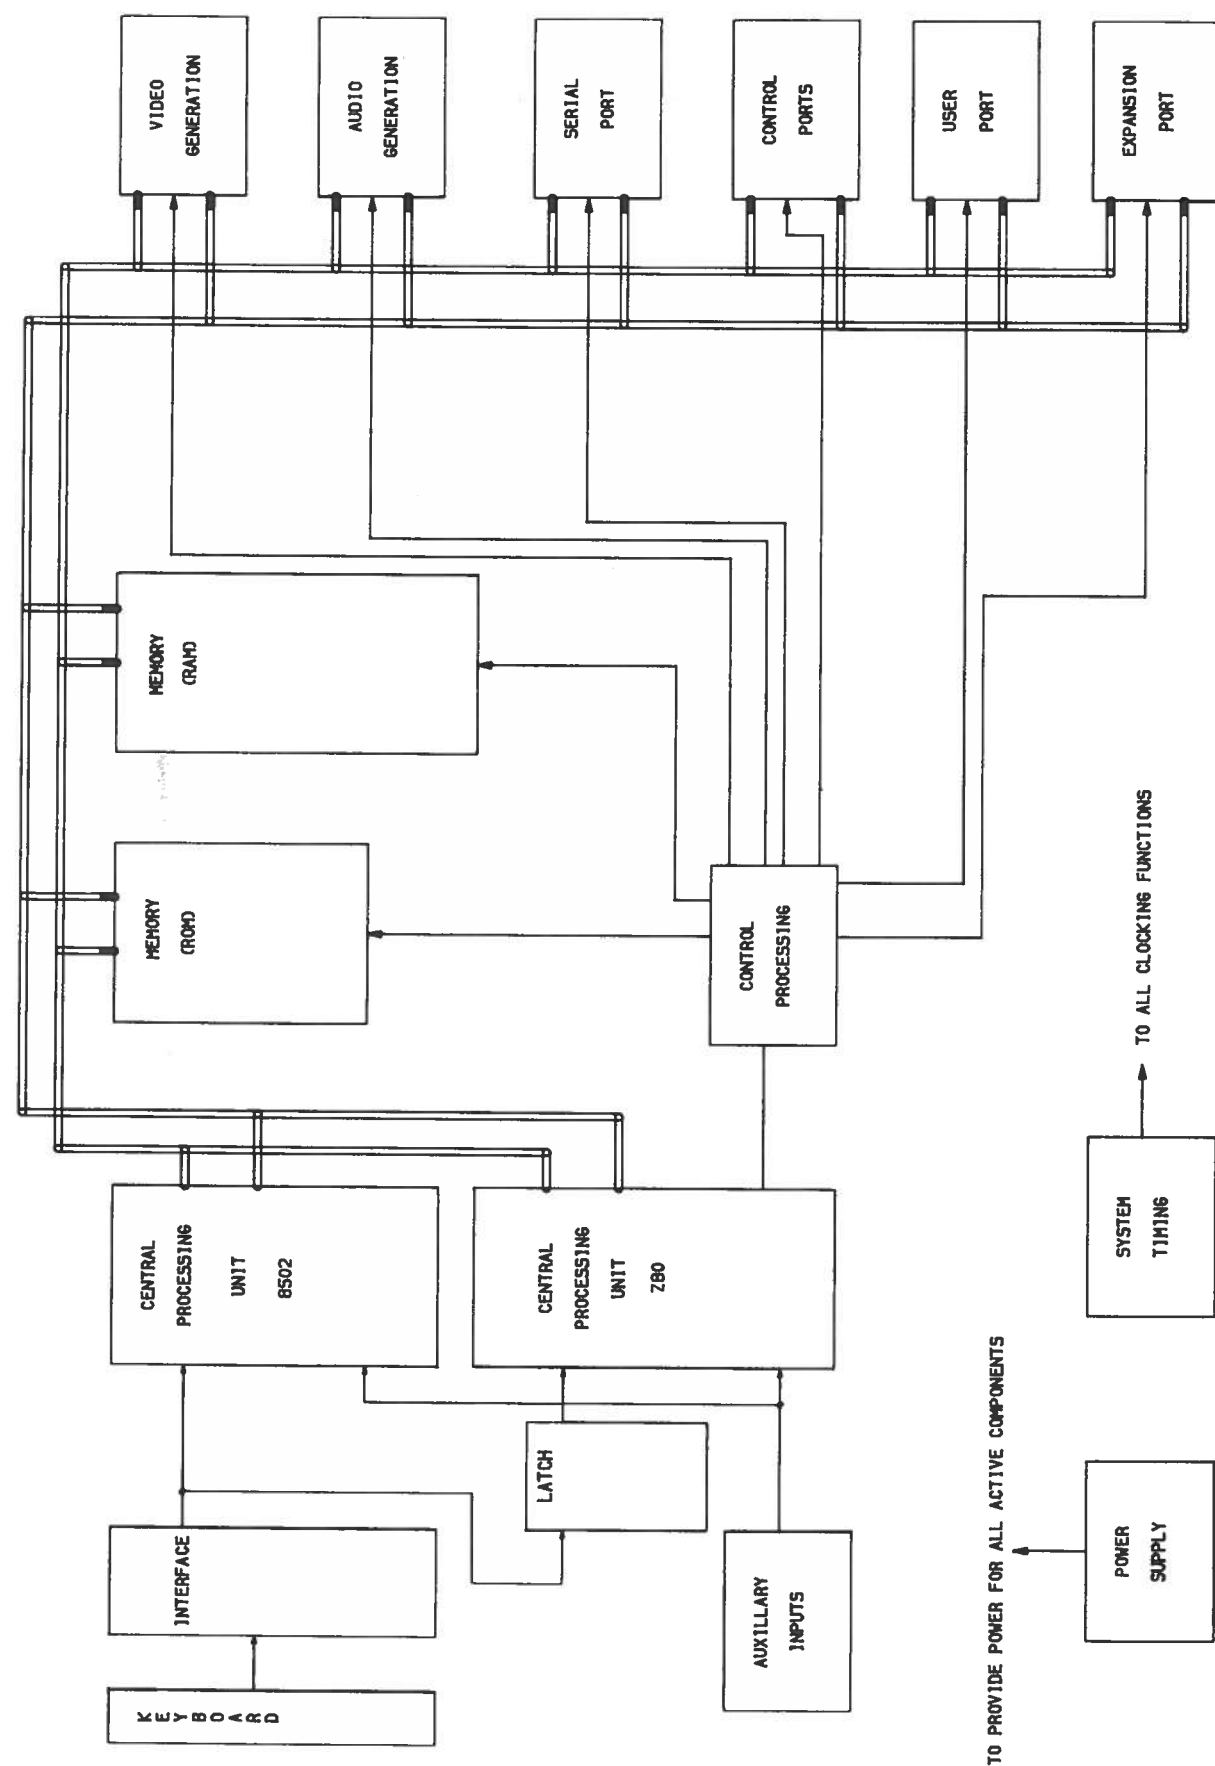 KEYBOARD
INTERFACE
CENTRAL
PROCESSING
UNIT
8502
MEMORY
(ROM)
MEMORY
(RAM)
VIDEO
GENERATION
AUDIO
GENERATION
SERIAL
PORT
CONTROL
PORTS
USER
PORT
EXPANSION
PORT
LATCH
CENTRAL
PROCESSING
UNIT
Z80
AUXILLARY
INPUTS
CONTROL
PROCESSING
TO PROVIDE POWER FOR ALL ACTIVE COMPONENTS
POWER
SUPPLY
SYSTEM
TIMING
TO ALL CLOCKING FUNCTIONS